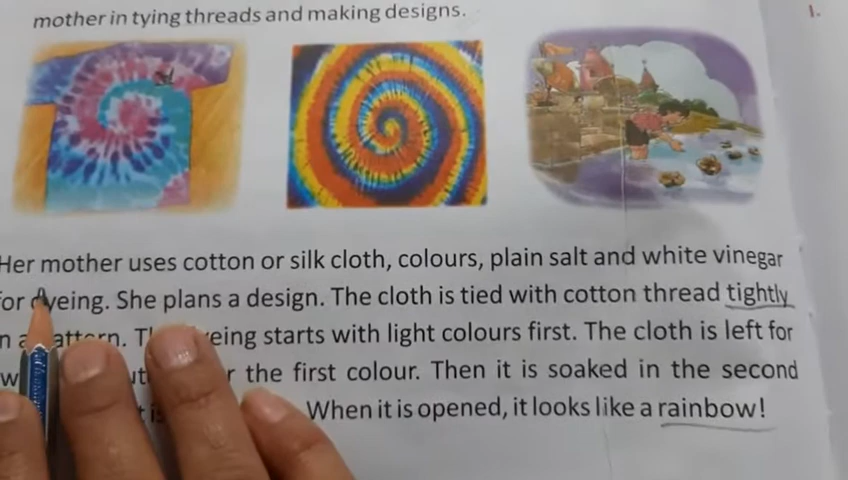 mother in tying threads and making designs.
Her mother uses cotton or silk cloth, colours, plain salt and white vinegar
for dyeing. She plans a design. The cloth is tied with cotton thread tightly
in a pattern. The dyeing starts with light colours first. The cloth is left for
the first colour. Then it is soaked in the second
When it is opened, it looks like a rainbow!
1.